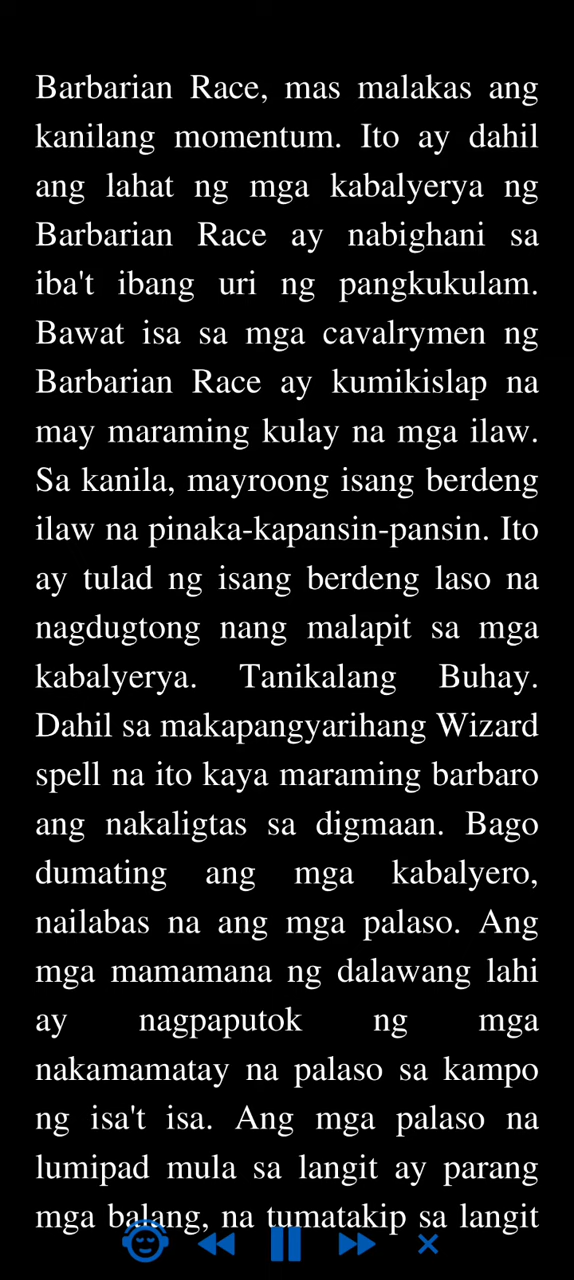 Barbarian Race, mas malakas ang
kanilang momentum. Ito ay dahil
ang lahat ng mga kabalyerya ng
Barbarian Race ay nabighani sa
iba't ibang uri ng pangkukulam.
Bawat isa sa mga cavalrymen ng
Barbarian Race ay kumikislap na
may maraming kulay na mga ilaw.
Sa kanila, mayroong isang berdeng
ilaw na pinaka-kapansin-pansin. Ito
ay tulad ng isang berdeng laso na
nagdugtong nang malapit sa mga
kabalyerya. Tanikalang Buhay.
Dahil sa makapangyarihang Wizard
spell na ito kaya maraming barbaro
ang nakaligtas sa digmaan. Bago
dumating ang mga kabalyero,
nailabas na ang mga palaso. Ang
mga mamamana ng dalawang lahi
ay nagpaputok ng mga
nakamamatay na palaso sa kampo
ng isa't isa. Ang mga palaso na
lumipad mula sa langit ay parang
mga balang, na tumatakip sa langit